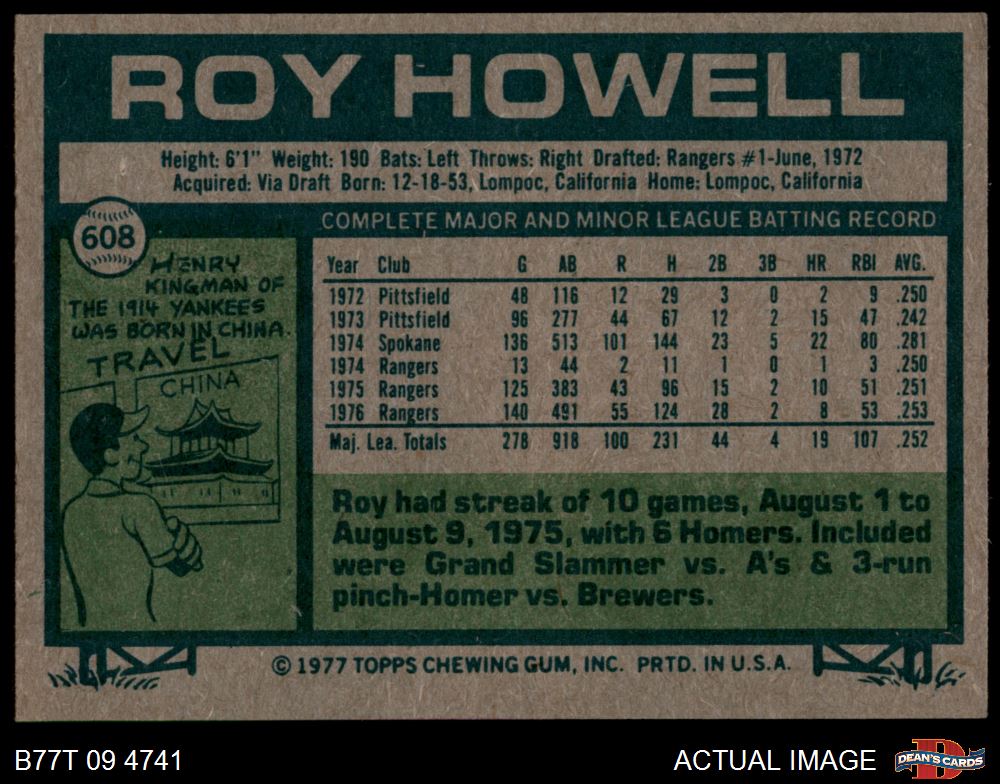 ROY HOWELL
Height: 6'1" Weight: 190 Bats: Left Throws: Right Drafted: Rangers #1-June, 1972
Acquired: Via Draft Born: 12-18-53, Lompoc, California Home: Lompoc, California
608
HENRY
KINGMAN OF
THE 1914 YANKEES
WAS BORN IN CHINA.
TRAVEL
CHINA
COMPLETE MAJOR AND MINOR LEAGUE BATTING RECORD
Year Club G AB R H 2B 3B HR RBI AVG.
1972 Pittsfield 48 116 12 29 3 0 2 9 .250
1973 Pittsfield 96 277 44 67 12 2 15 47 .242
1974 Spokane 136 513 101 144 23 5 22 80 .281
1974 Rangers 13 44 2 11 1 0 1 3 .250
1975 Rangers 125 383 43 96 15 2 10 51 .251
1976 Rangers 140 491 55 124 28 2 8 53 .253
Maj. Lea. Totals 278 918 100 231 44 4 19 107 .252
Roy had streak of 10 games, August 1 to
August 9, 1975, with 6 Homers. Included
were Grand Slammer vs. A's & 3-run
pinch-Homer vs. Brewers.
© 1977 TOPPS CHEWING GUM, INC. PRTD. IN U.S.A.
B77T 09 4741
ACTUAL IMAGE
D
DEAN'S CARDS